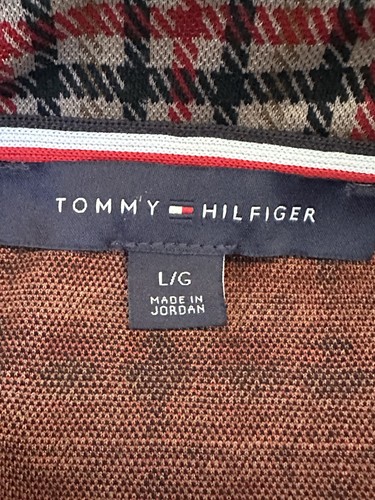 TOMMY HILFIGER
L/G
MADE IN
JORDAN